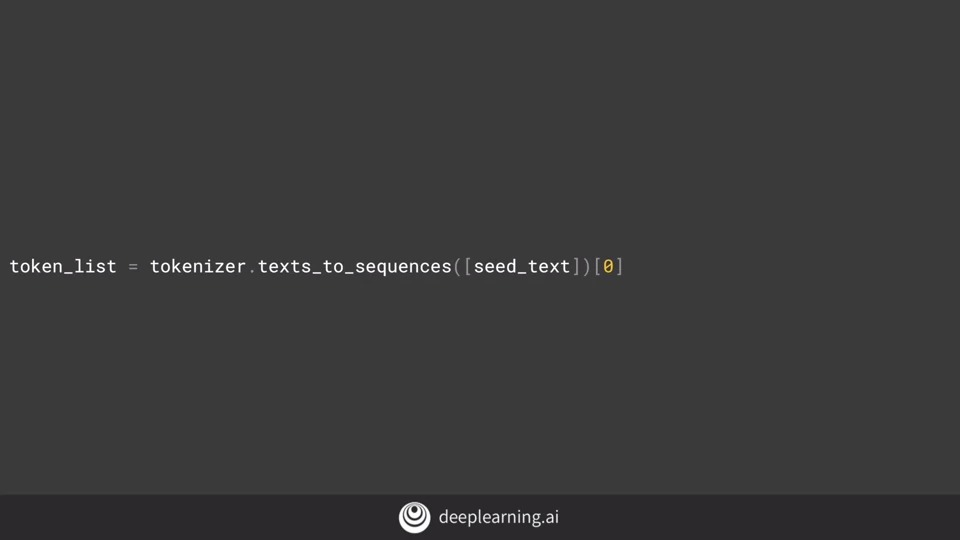 token_list = tokenizer.texts_to_sequences([seed_text])[0]
deeplearning.ai